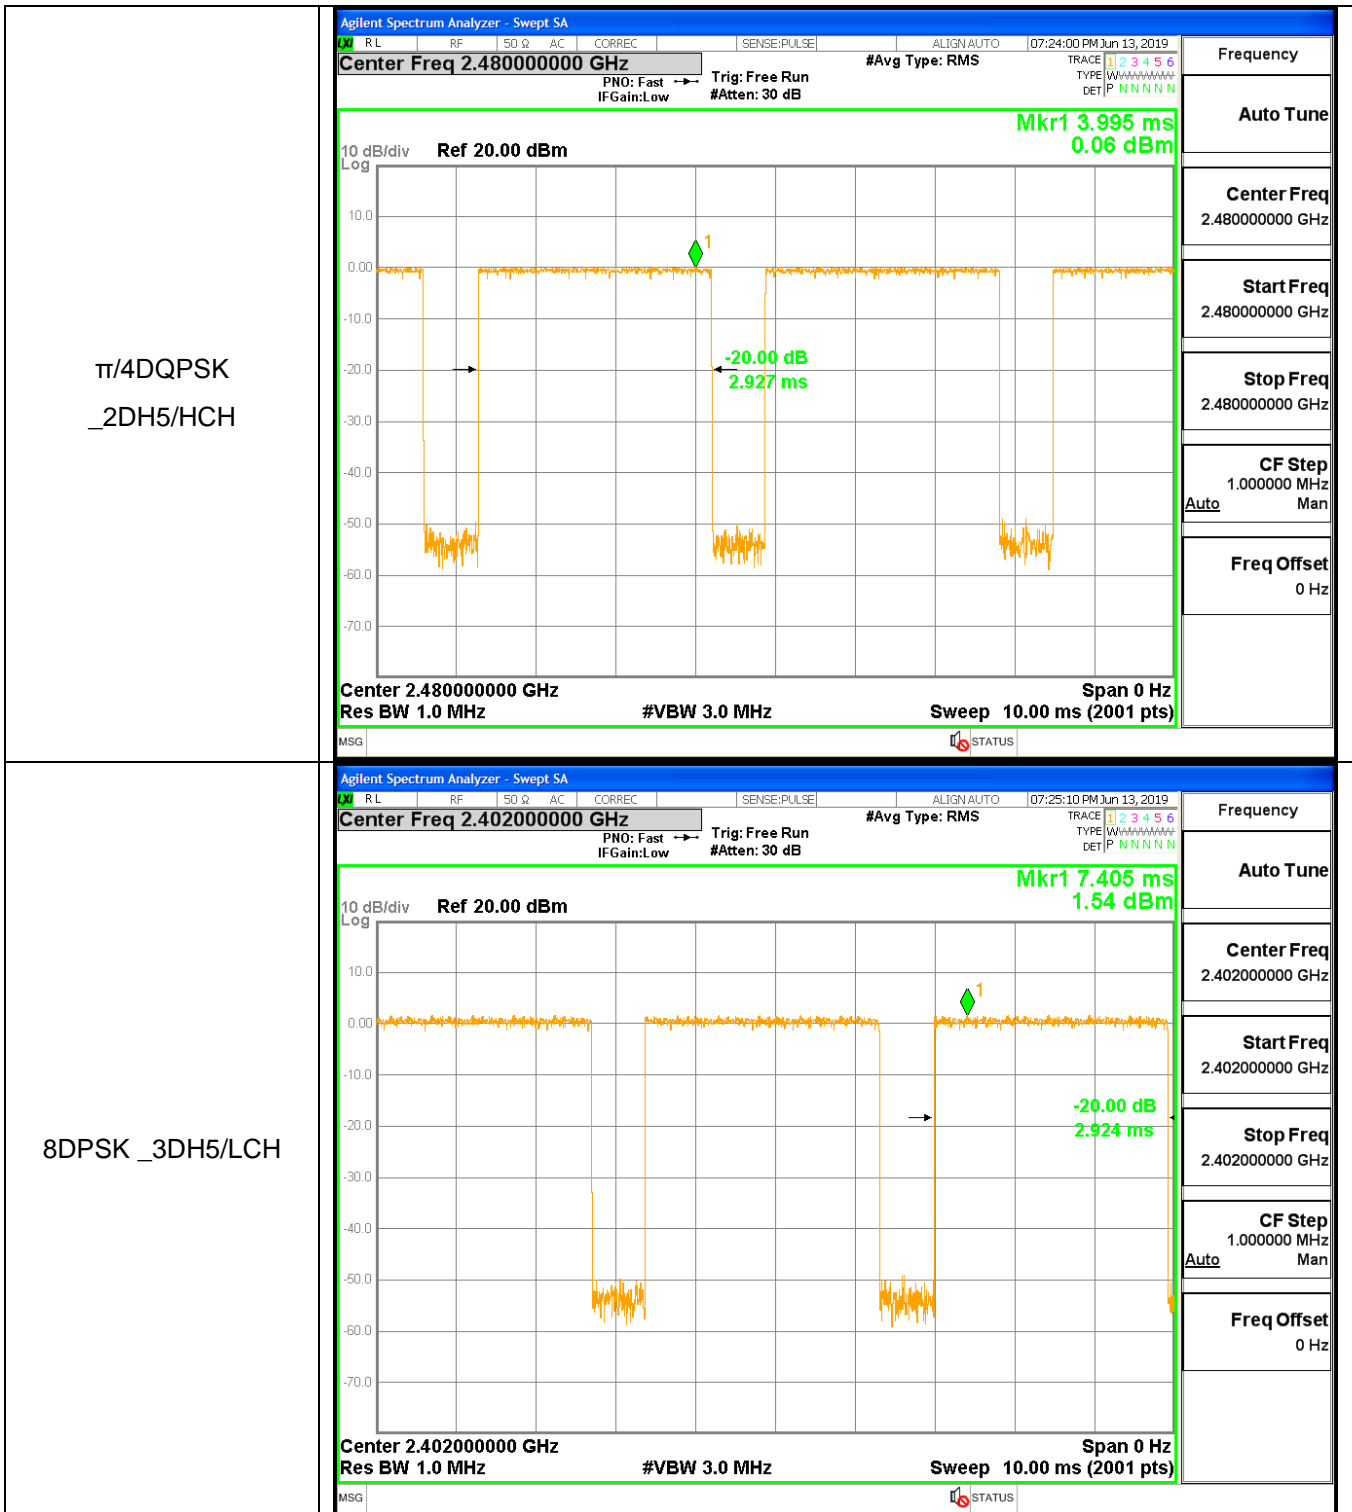 π/4DQPSK
_2DH5/HCH
Agilent Spectrum Analyzer - Swept SA
LXI RL RF 50 Ω AC CORREC SENSE:PULSE ALIGN AUTO 07:24:00 PM Jun 13, 2019
Center Freq 2.480000000 GHz
PNO: Fast
IFGain:Low
Trig: Free Run
#Atten: 30 dB
#Avg Type: RMS
TRACE 1 2 3 4 5 6
TYPE
DET P N N N N N
Mkr1 3.995 ms
0.06 dBm
10 dB/div
Log
Ref 20.00 dBm
10.0
0.00
-10.0
-20.0
-30.0
-40.0
-50.0
-60.0
-70.0
1
-20.00 dB
2.927 ms
Center 2.480000000 GHz
Span 0 Hz
Res BW 1.0 MHz
#VBW 3.0 MHz
Sweep 10.00 ms (2001 pts)
MSG
STATUS
Frequency
Auto Tune
Center Freq
2.480000000 GHz
Start Freq
2.480000000 GHz
Stop Freq
2.480000000 GHz
CF Step
1.000000 MHz
Auto Man
Freq Offset
0 Hz
8DPSK _3DH5/LCH
Agilent Spectrum Analyzer - Swept SA
LXI RL RF 50 Ω AC CORREC SENSE:PULSE ALIGN AUTO 07:25:10 PM Jun 13, 2019
Center Freq 2.402000000 GHz
PNO: Fast
IFGain:Low
Trig: Free Run
#Atten: 30 dB
#Avg Type: RMS
TRACE 1 2 3 4 5 6
TYPE
DET P N N N N N
Mkr1 7.405 ms
1.54 dBm
10 dB/div
Log
Ref 20.00 dBm
10.0
0.00
-10.0
-20.0
-30.0
-40.0
-50.0
-60.0
-70.0
1
-20.00 dB
2.924 ms
Center 2.402000000 GHz
Span 0 Hz
Res BW 1.0 MHz
#VBW 3.0 MHz
Sweep 10.00 ms (2001 pts)
MSG
STATUS
Frequency
Auto Tune
Center Freq
2.402000000 GHz
Start Freq
2.402000000 GHz
Stop Freq
2.402000000 GHz
CF Step
1.000000 MHz
Auto Man
Freq Offset
0 Hz